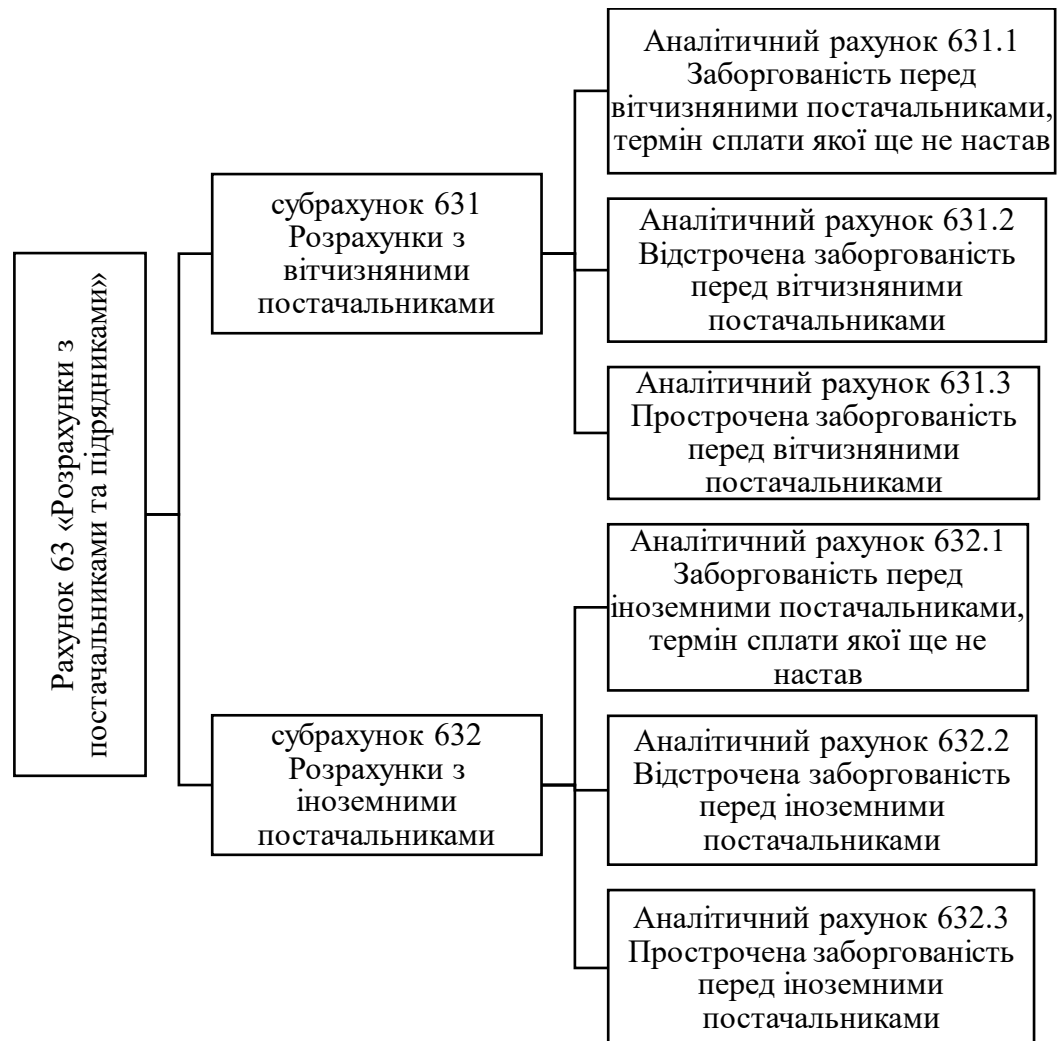 Рахунок 63 «Розрахунки з
постачальниками та підрядниками»
субрахунок 631
Розрахунки з
вітчизняними
постачальниками
Аналітичний рахунок 631.1
Заборгованість перед
вітчизняними постачальниками,
термін сплати якої ще не настав
Аналітичний рахунок 631.2
Відстрочена заборгованість
перед вітчизняними
постачальниками
Аналітичний рахунок 631.3
Прострочена заборгованість
перед вітчизняними
постачальниками
субрахунок 632
Розрахунки з
іноземними
постачальниками
Аналітичний рахунок 632.1
Заборгованість перед
іноземними постачальниками,
термін сплати якої ще не
настав
Аналітичний рахунок 632.2
Відстрочена заборгованість
перед іноземними
постачальниками
Аналітичний рахунок 632.3
Прострочена заборгованість
перед іноземними
постачальниками